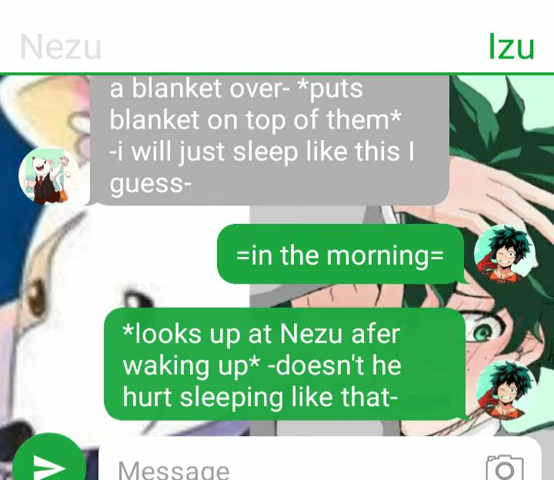 Nezu Izu
a blanket over- *puts
blanket on top of them*
-i will just sleep like this I
guess-
=in the morning=
*looks up at Nezu afer
waking up* -doesn't he
hurt sleeping like that-
Message